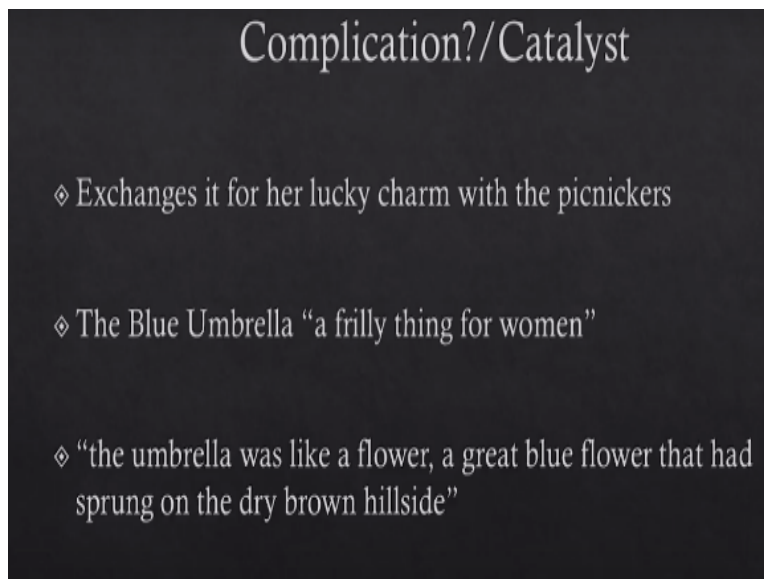 Complication?/Catalyst
Exchanges it for her lucky charm with the picnickers
The Blue Umbrella “a frilly thing for women”
“the umbrella was like a flower, a great blue flower that had
sprung on the dry brown hillside”